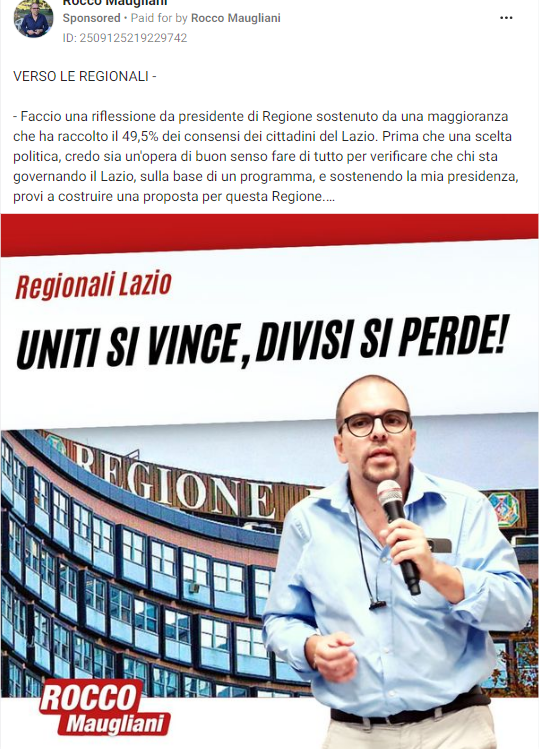 Rocco Maugliani
Sponsored • Paid for by Rocco Maugliani
ID: 2509125219229742
VERSO LE REGIONALI -
- Faccio una riflessione da presidente di Regione sostenuto da una maggioranza
che ha raccolto il 49,5% dei consensi dei cittadini del Lazio. Prima che una scelta
politica, credo sia un'opera di buon senso fare di tutto per verificare che chi sta
governando il Lazio, sulla base di un programma, e sostenendo la mia presidenza,
provi a costruire una proposta per questa Regione....
Regionali Lazio
UNITI SI VINCE, DIVISI SI PERDE!
REGIONE
ROCCO
Maugliani